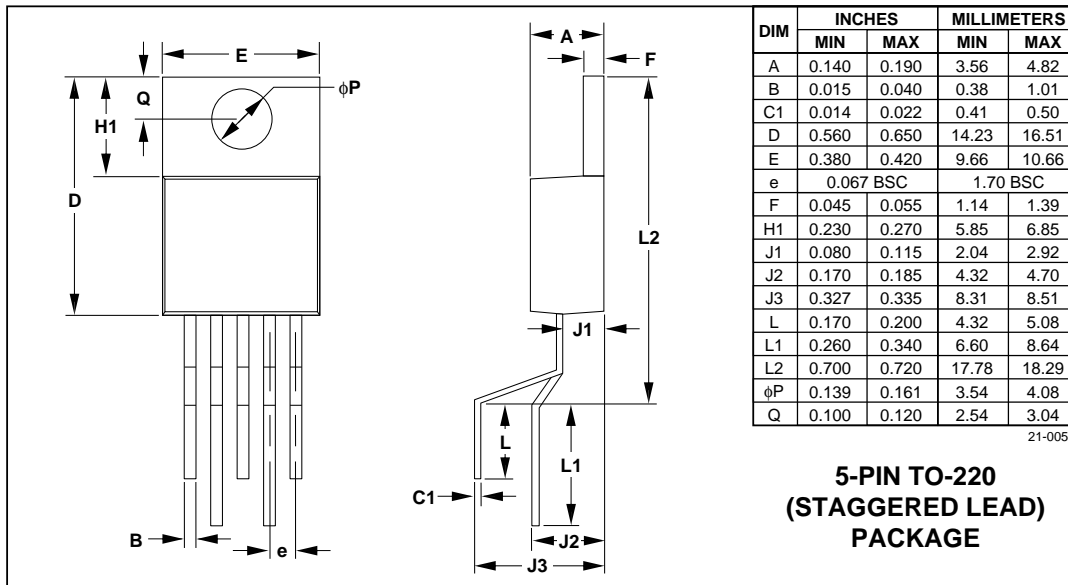 E
A
F
Q
H1
D
ϕP
L2
J1
L
L1
C1
B
e
J2
J3
DIM INCHES MILLIMETERS
MIN MAX MIN MAX
A 0.140 0.190 3.56 4.82
B 0.015 0.040 0.38 1.01
C1 0.014 0.022 0.41 0.50
D 0.560 0.650 14.23 16.51
E 0.380 0.420 9.66 10.66
e 0.067 BSC 1.70 BSC
F 0.045 0.055 1.14 1.39
H1 0.230 0.270 5.85 6.85
J1 0.080 0.115 2.04 2.92
J2 0.170 0.185 4.32 4.70
J3 0.327 0.335 8.31 8.51
L 0.170 0.200 4.32 5.08
L1 0.260 0.340 6.60 8.64
L2 0.700 0.720 17.78 18.29
ϕP 0.139 0.161 3.54 4.08
Q 0.100 0.120 2.54 3.04
21-005
5-PIN TO-220
(STAGGERED LEAD)
PACKAGE